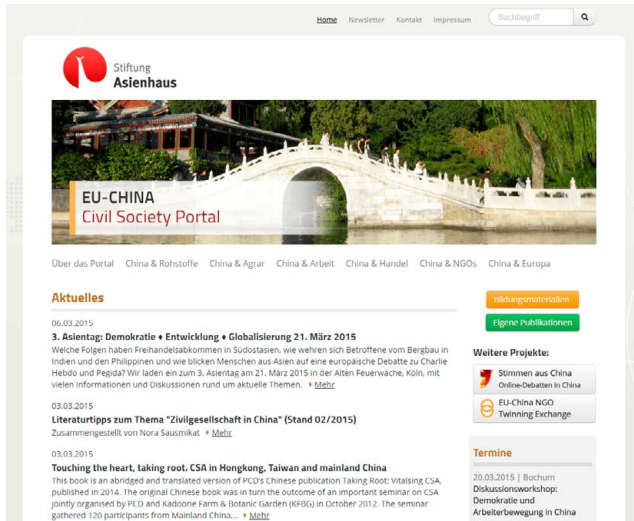 Home Newsletter Kontakt Impressum Suchbegriff
Stiftung
Asienhaus
EU-CHINA
Civil Society Portal
Über das Portal China & Rohstoffe China & Agrar China & Arbeit China & Handel China & NGOs China & Europa
Aktuelles
06.03.2015
3. Asientag: Demokratie ♦ Entwicklung ♦ Globalisierung 21. März 2015
Welche Folgen haben Freihandelsabkommen in Südostasien, wie wehren sich Betroffene vom Bergbau in
Indien und den Philippinen und wie blicken Menschen aus Asien auf eine europäische Debatte zu Charlie
Hebdo und Pegida? Wir laden ein zum 3. Asientag am 21. März 2015 in der Alten Feuerwache, Köln, mit
vielen Informationen und Diskussionen rund um aktuelle Themen. Mehr
03.03.2015
Literaturtipps zum Thema "Zivilgesellschaft in China" (Stand 02/2015)
Zusammengestellt von Nora Sausmikat Mehr
03.03.2015
Touching the heart, taking root. CSA in Hongkong, Taiwan and mainland China
This book is an abridged and translated version of PCD's Chinese publication Taking Root: Vitalsing CSA,
published in 2014. The original Chinese book was in turn the outcome of an important seminar on CSA
jointly organised by PCD and Kadoorie Farm & Botanic Garden (KFBG) in October 2012. The seminar
gathered 120 participants from Mainland China,... Mehr
Bildungsmaterialien
Eigene Publikationen
Weitere Projekte:
Stimmen aus China
Online-Debatten in China
EU-China NGO
Twinning Exchange
Termine
20.03.2015 | Bochum
Diskussionsworkshop:
Demokratie und
Arbeiterbewegung in China